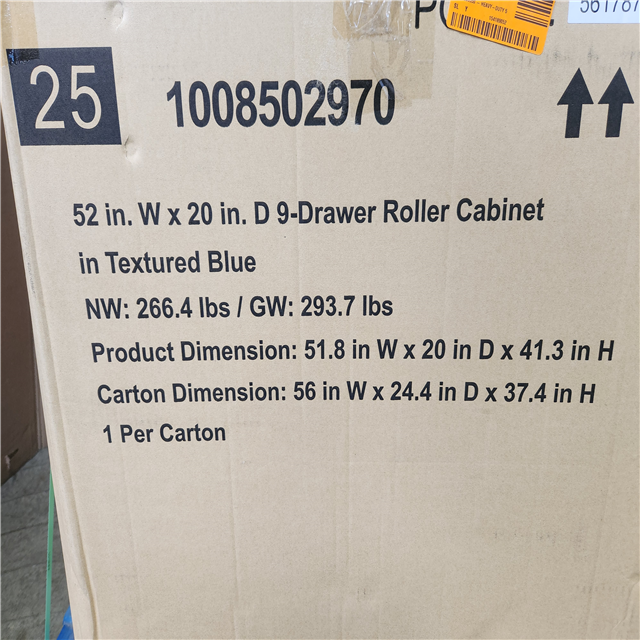 25
1008502970
52 in. W x 20 in. D 9-Drawer Roller Cabinet
in Textured Blue
NW: 266.4 lbs / GW: 293.7 lbs
Product Dimension: 51.8 in W x 20 in D x 41.3 in H
Carton Dimension: 56 in W x 24.4 in D x 37.4 in H
1 Per Carton